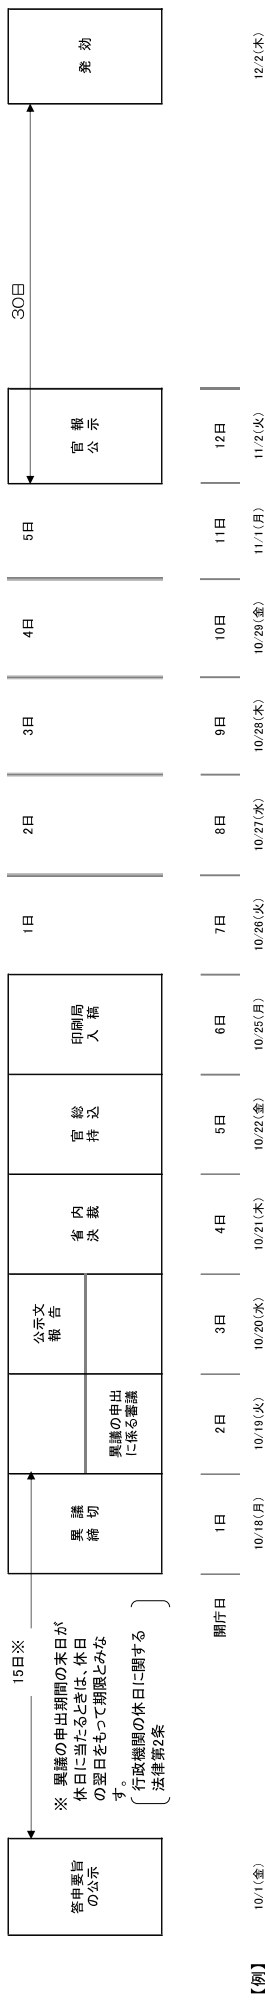 答申要旨
の公示
15日※
※ 異議の申出期間の末日が
休日に当たるときは、休日
の翌日をもって期限とみな
す。
行政機関の休日に関する
法律第2条
異 議
締 切
異議の申出
に係る審議
公示文
報 告
省 内
決 裁
官 総
持 込
印刷局
入 稿
1日
2日
3日
4日
5日
官 報
公 示
30日
発 効
開庁日
1日
2日
3日
4日
5日
6日
7日
8日
9日
10日
11日
12日
【例】
10/1(金)
10/18(月)
10/19(火)
10/20(水)
10/21(木)
10/22(金)
10/25(月)
10/26(火)
10/27(水)
10/28(木)
10/29(金)
11/1(月)
11/2(火)
12/2(木)